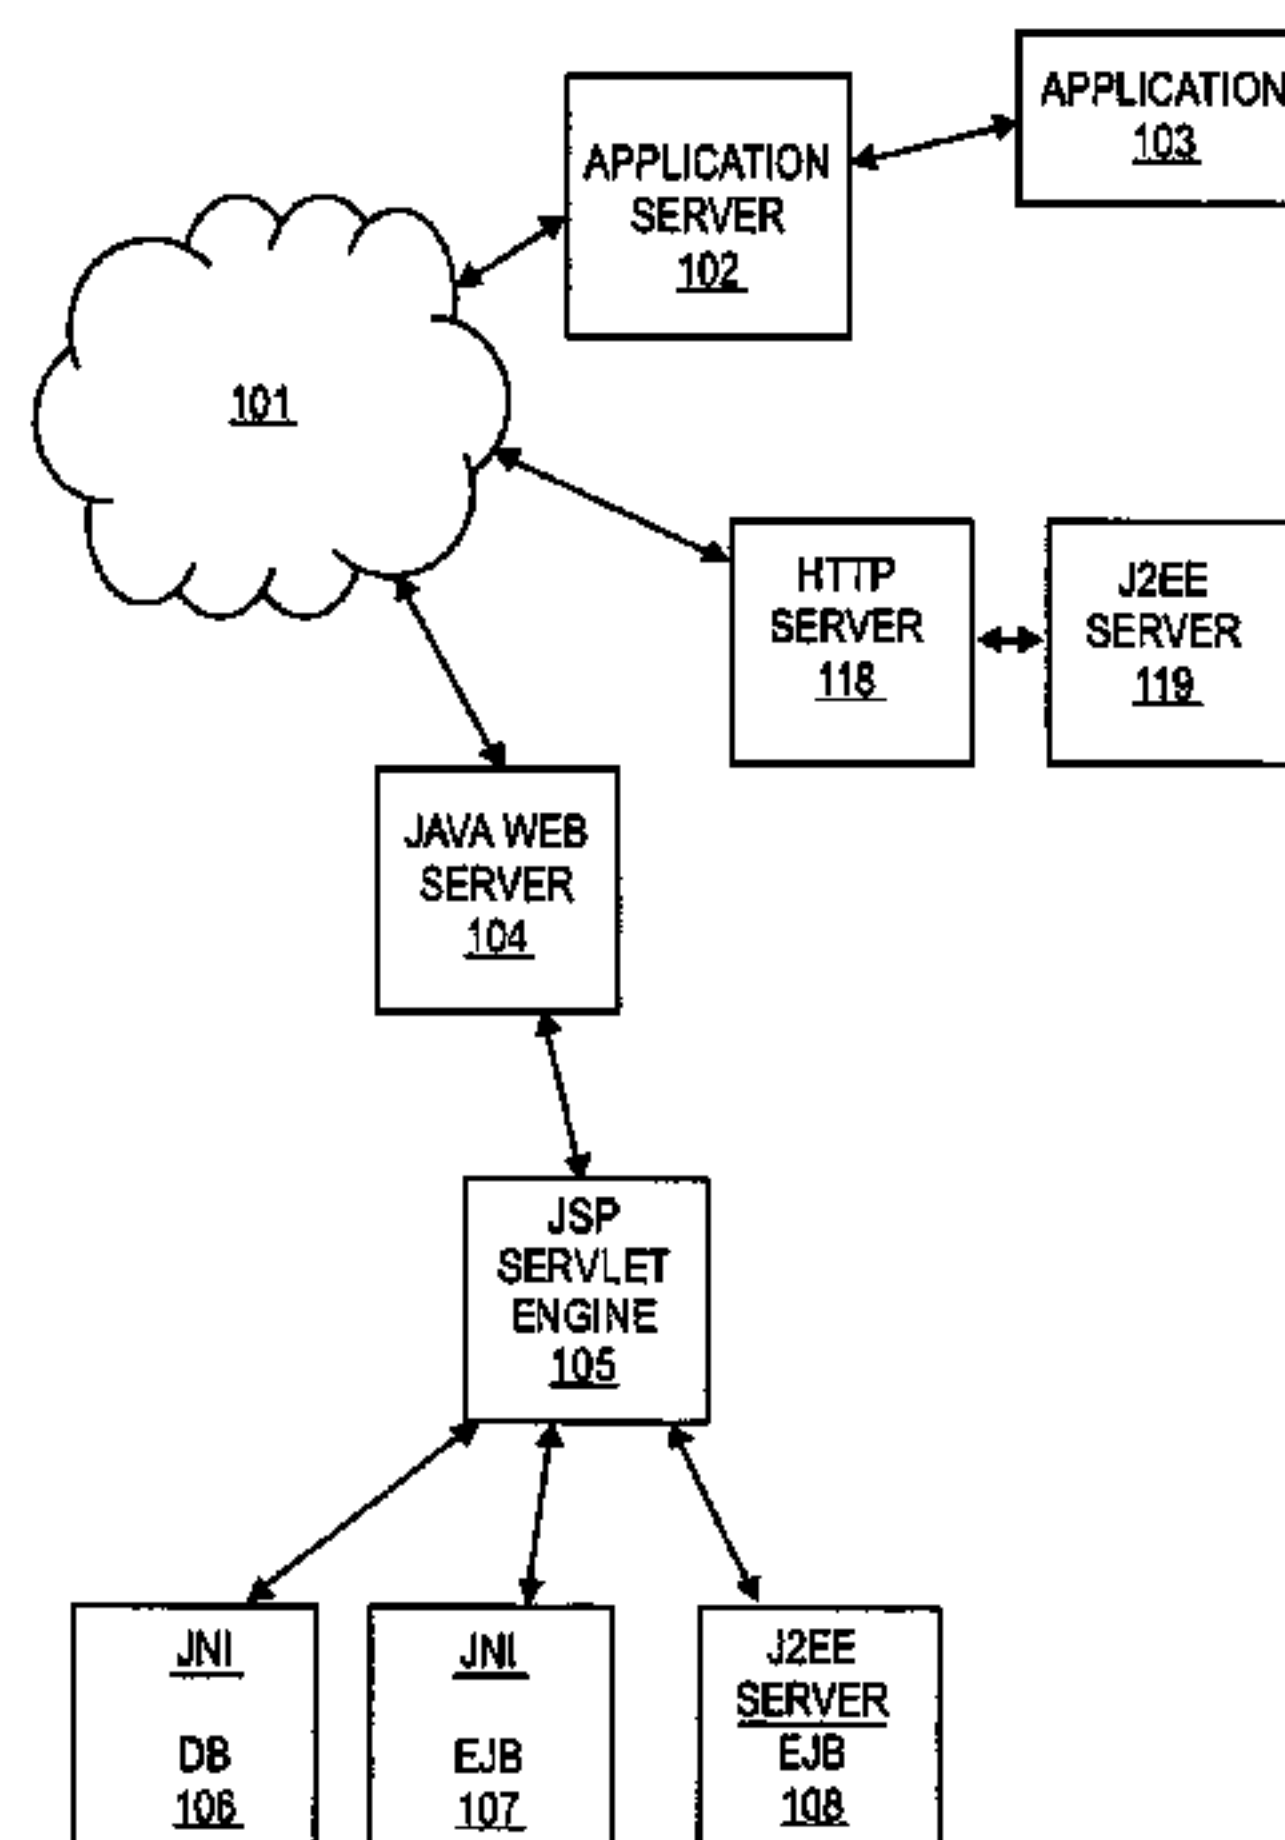 APPLICATION
103
APPLICATION
SERVER
102
101
HTTP
SERVER
118
J2EE
SERVER
119
JAVA WEB
SERVER
104
JSP
SERVLET
ENGINE
105
JNI
DB
106
JNI
EJB
107
J2EE
SERVER
EJB
108